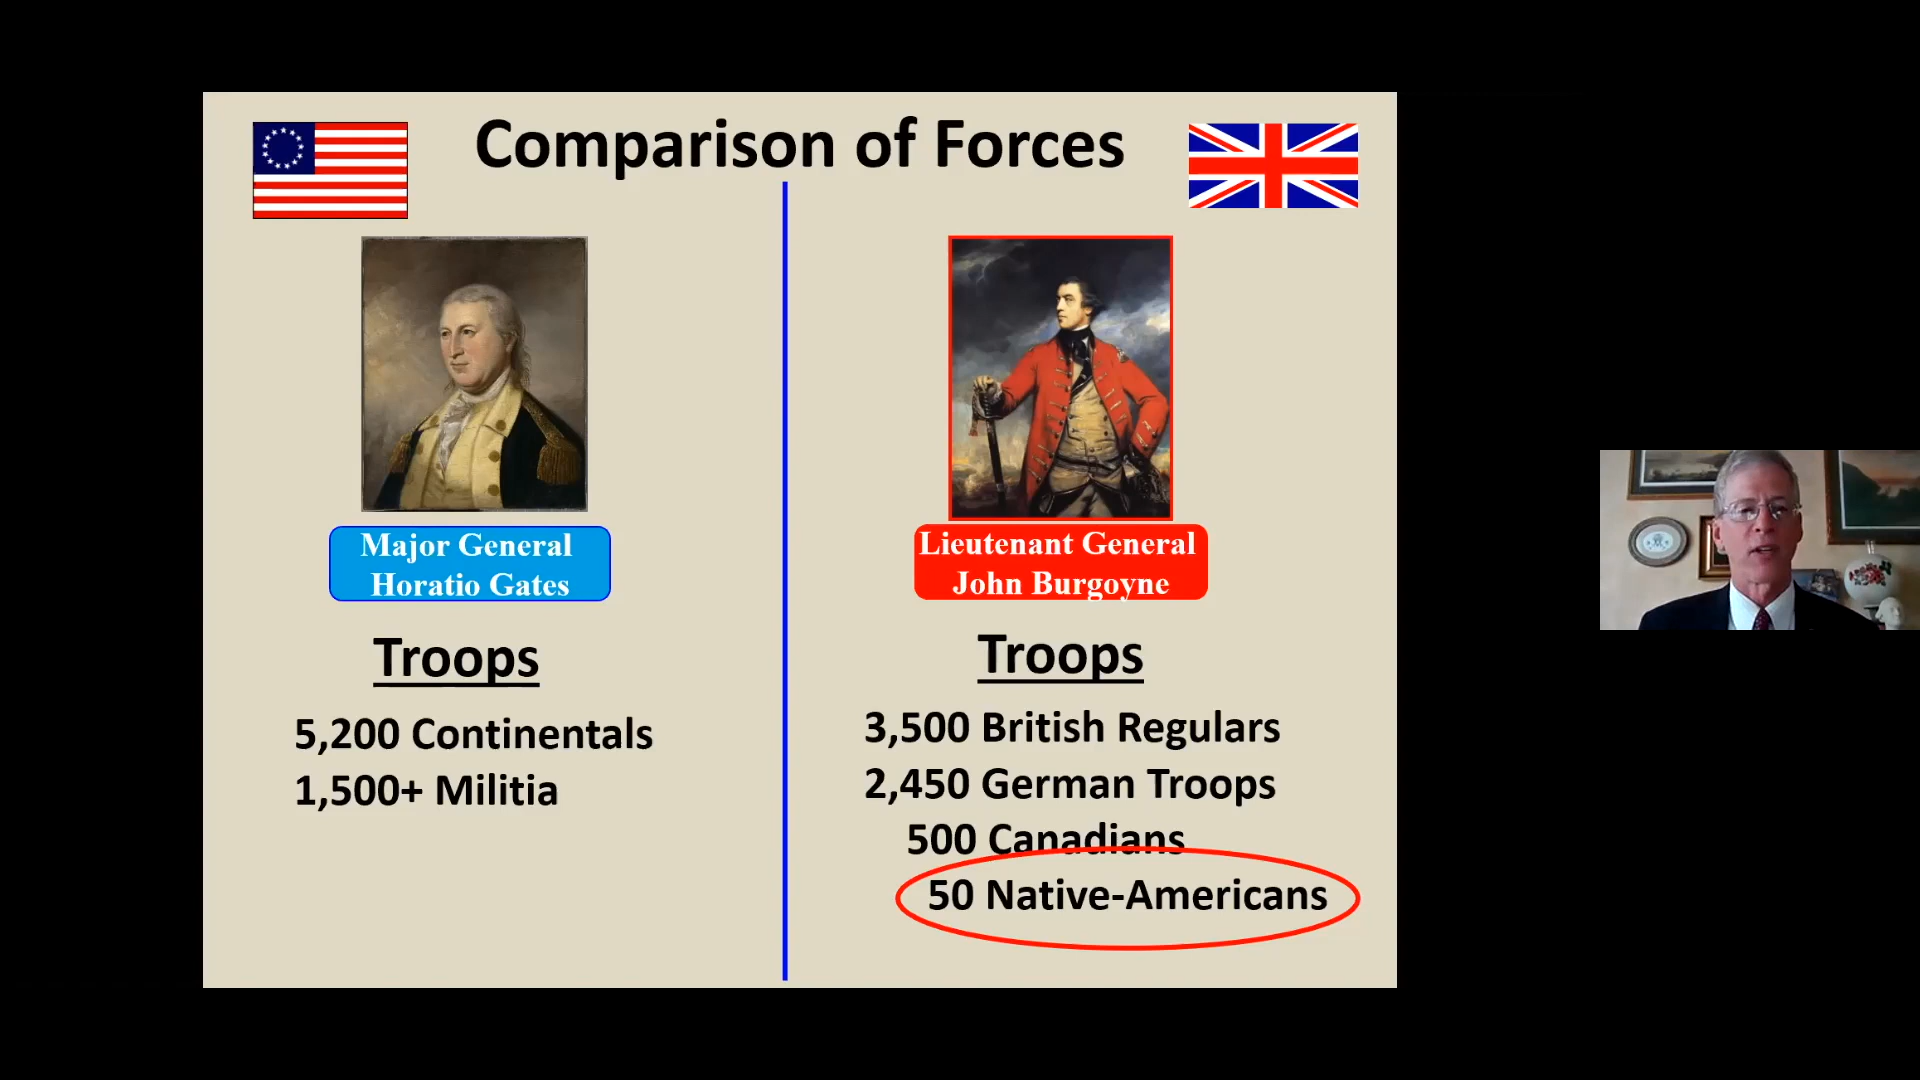 Comparison of Forces
Major General
Horatio Gates
Troops
5,200 Continentals
1,500+ Militia
Lieutenant General
John Burgoyne
Troops
3,500 British Regulars
2,450 German Troops
500 Canadians
50 Native-Americans